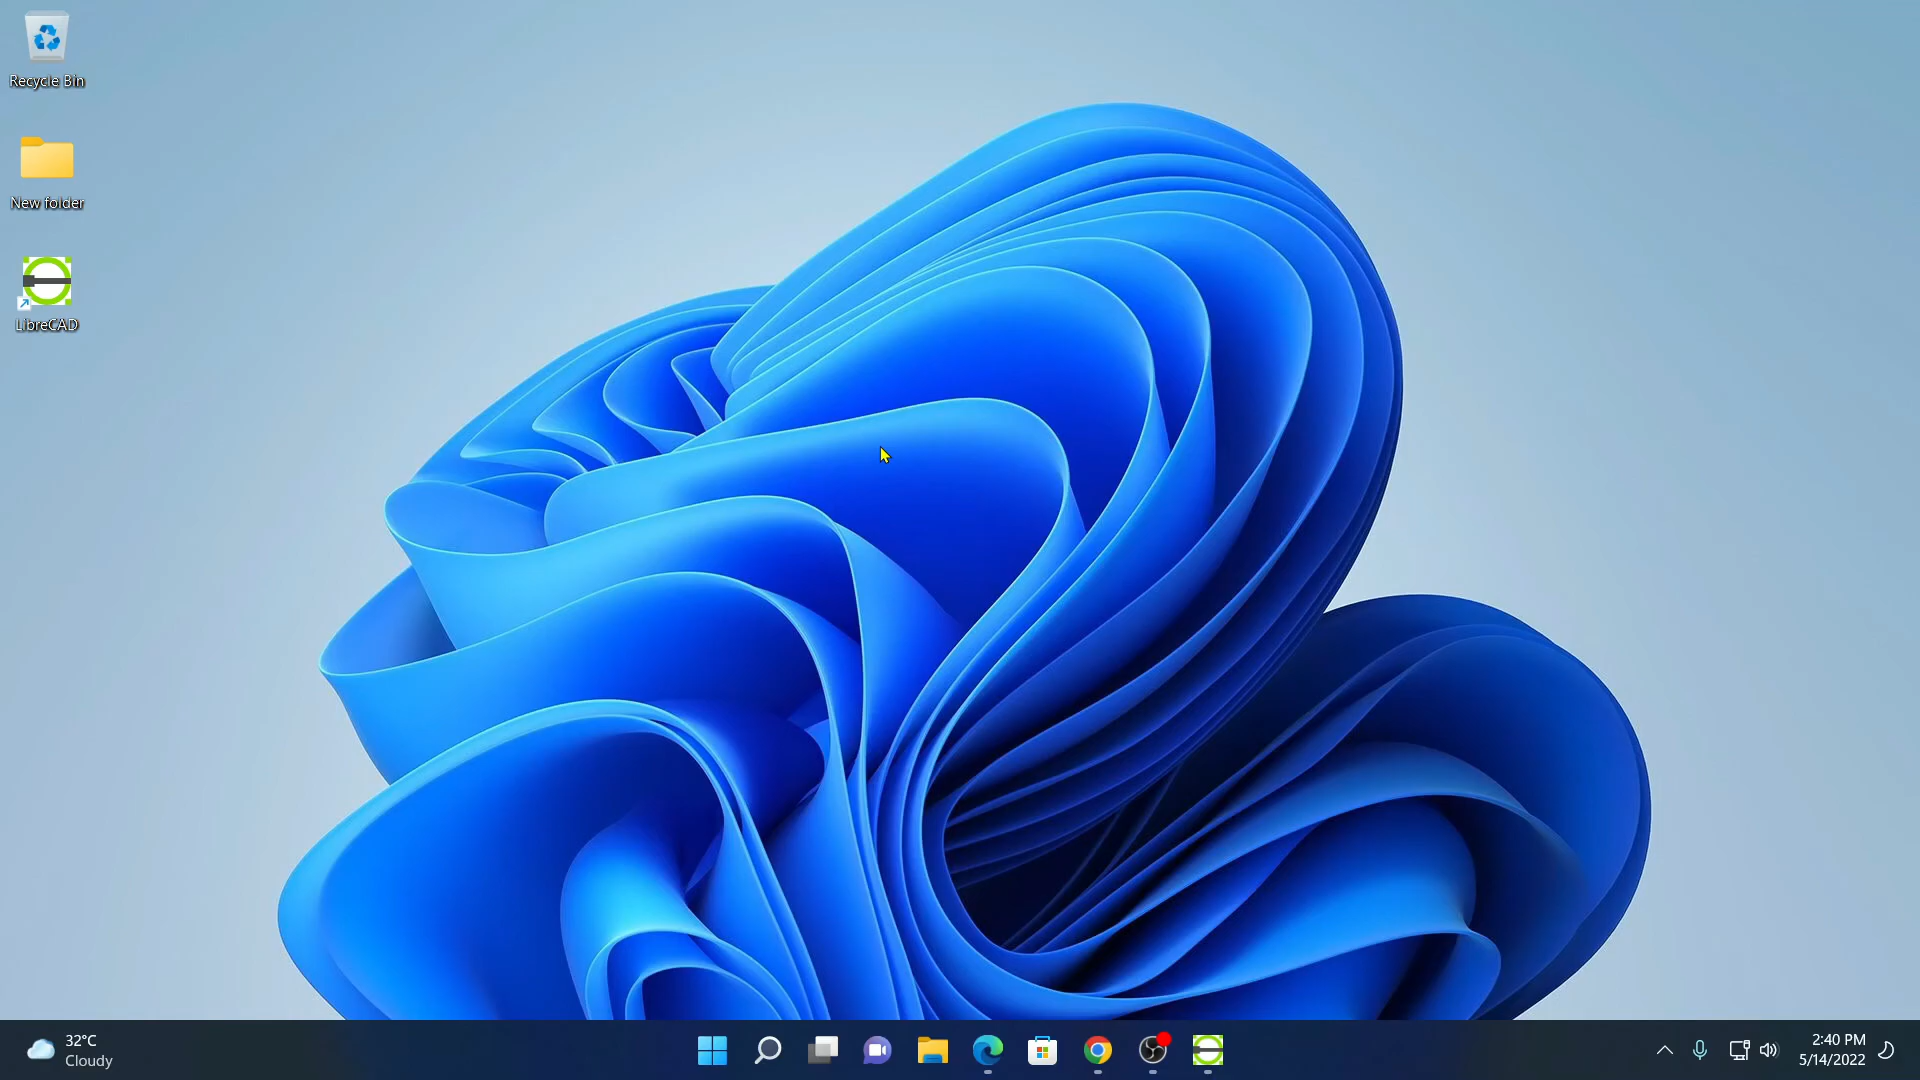 Recycle Bin
New folder
LibreCAD
32°C
Cloudy
2:40 PM
5/14/2022